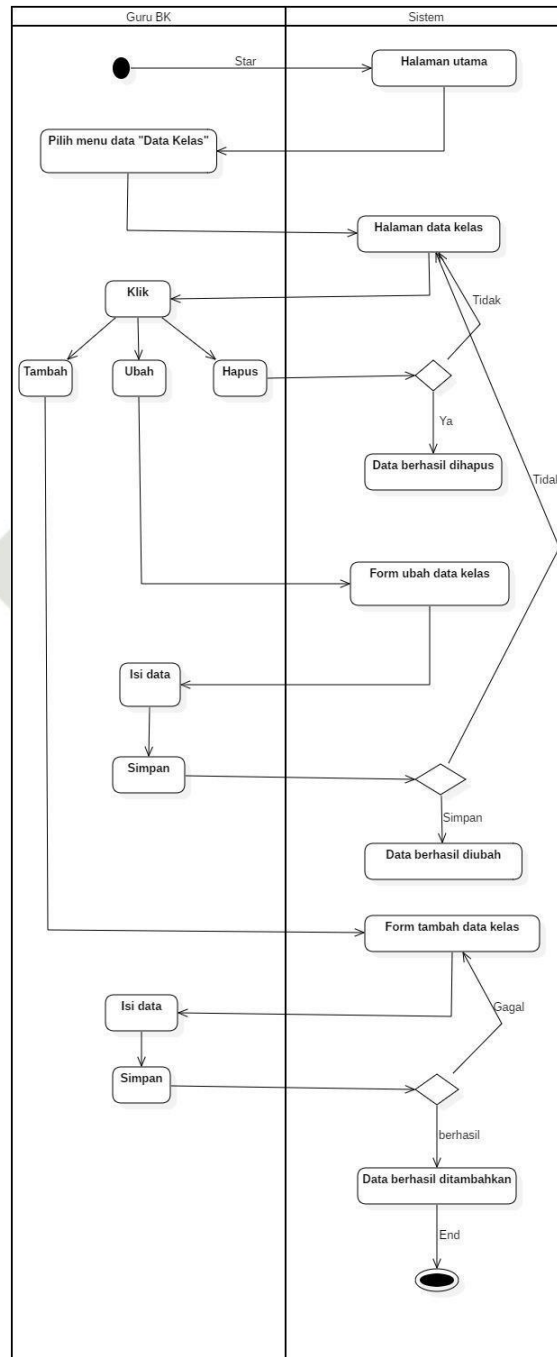 Guru BK
Sistem
Star
Halaman utama
Pilih menu data "Data Kelas"
Halaman data kelas
Klik
Tidak
Tambah
Ubah
Hapus
Ya
Data berhasil dihapus
Tidak
Form ubah data kelas
Isi data
Simpan
Simpan
Data berhasil diubah
Form tambah data kelas
Isi data
Gagal
Simpan
berhasil
Data berhasil ditambahkan
End